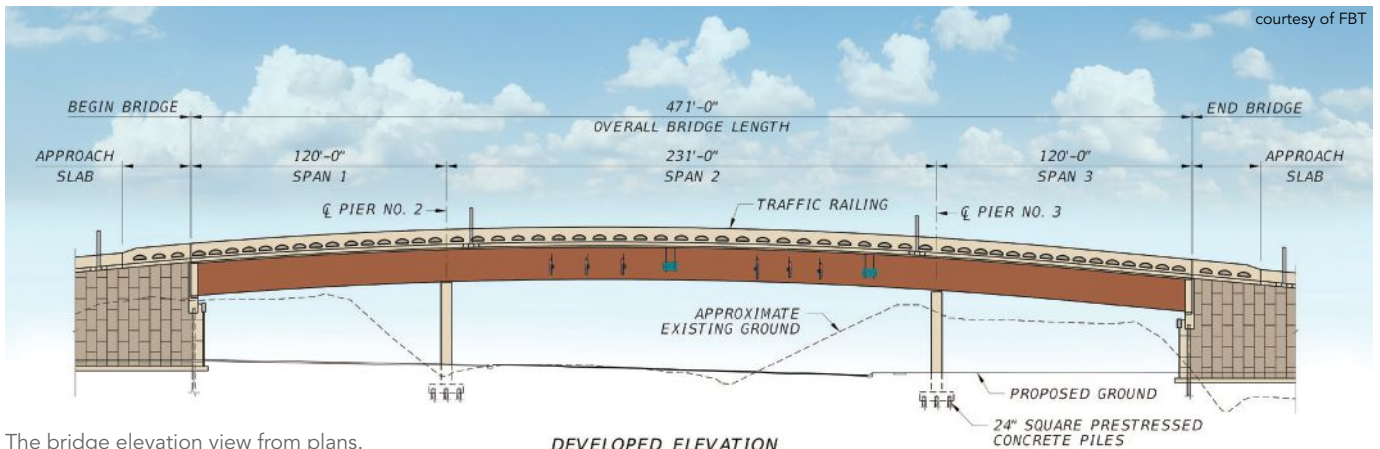 courtesy of FBT
BEGIN BRIDGE
471'-0"
END BRIDGE
OVERALL BRIDGE LENGTH
APPROACH
SLAB
120'-0"
SPAN 1
231'-0"
SPAN 2
120'-0"
SPAN 3
APPROACH
SLAB
℄ PIER NO. 2
TRAFFIC RAILING
℄ PIER NO. 3
APPROXIMATE
EXISTING GROUND
PROPOSED GROUND
24" SQUARE PRESTRESSED
CONCRETE PILES
The bridge elevation view from plans.
DEVELOPED ELEVATION